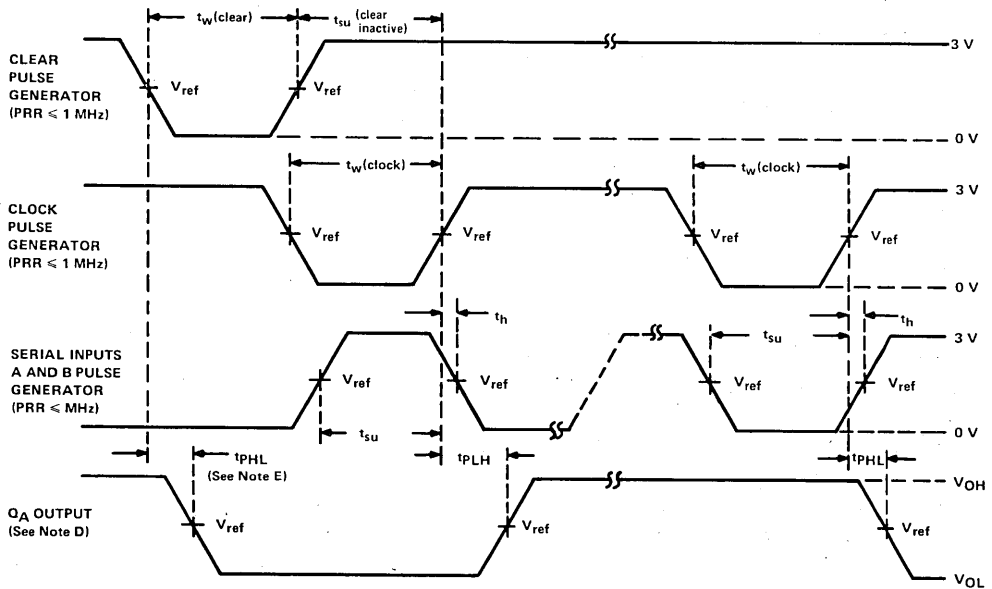 tw(clear)
tsu (clear inactive)
3 V
CLEAR
PULSE
GENERATOR
(PRR ≤ 1 MHz)
Vref
Vref
0 V
tw(clock)
tw(clock)
3 V
CLOCK
PULSE
GENERATOR
(PRR ≤ 1 MHz)
Vref
Vref
Vref
Vref
0 V
th
tsu
th
3 V
SERIAL INPUTS
A AND B PULSE
GENERATOR
(PRR ≤ MHz)
Vref
Vref
Vref
Vref
tsu
0 V
tPHL
(See Note E)
tPLH
tPHL
VOH
QA OUTPUT
(See Note D)
Vref
Vref
Vref
VOL